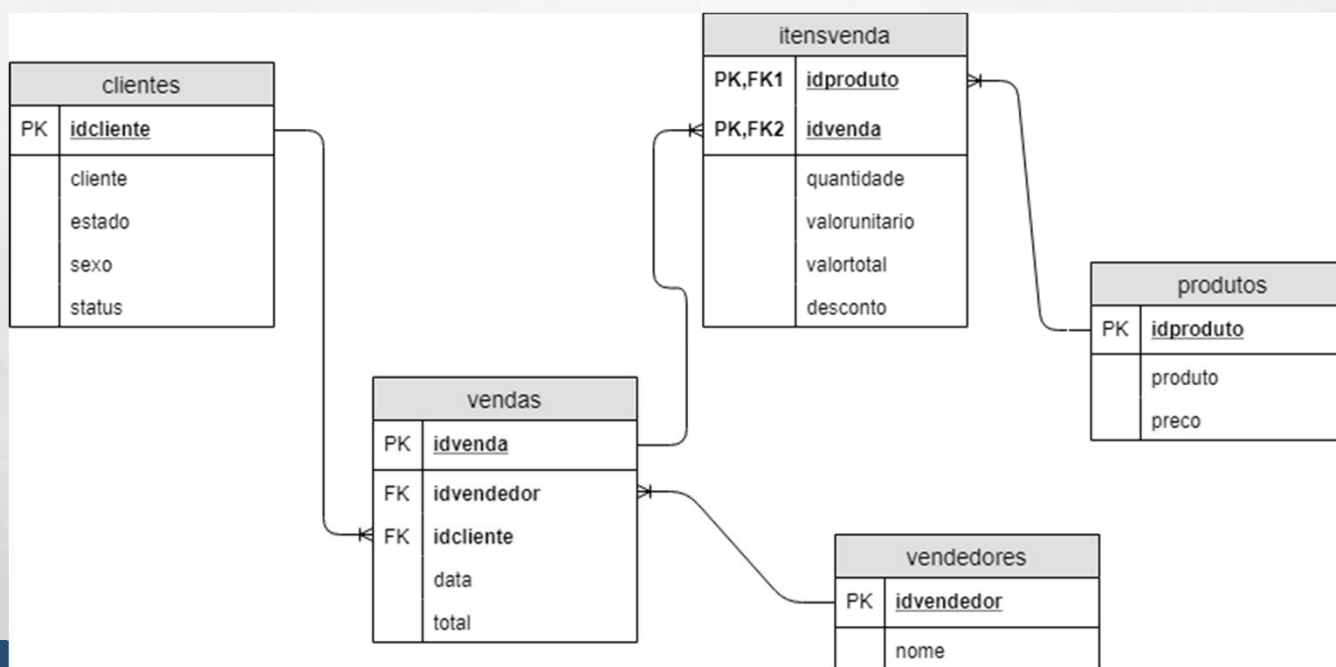 clientes
PK idcliente
cliente
estado
sexo
status
itensvenda
PK,FK1 idproduto
PK,FK2 idvenda
quantidade
valorunitario
valortotal
desconto
produtos
PK idproduto
produto
preco
vendas
PK idvenda
FK idvendedor
FK idcliente
data
total
vendedores
PK idvendedor
nome